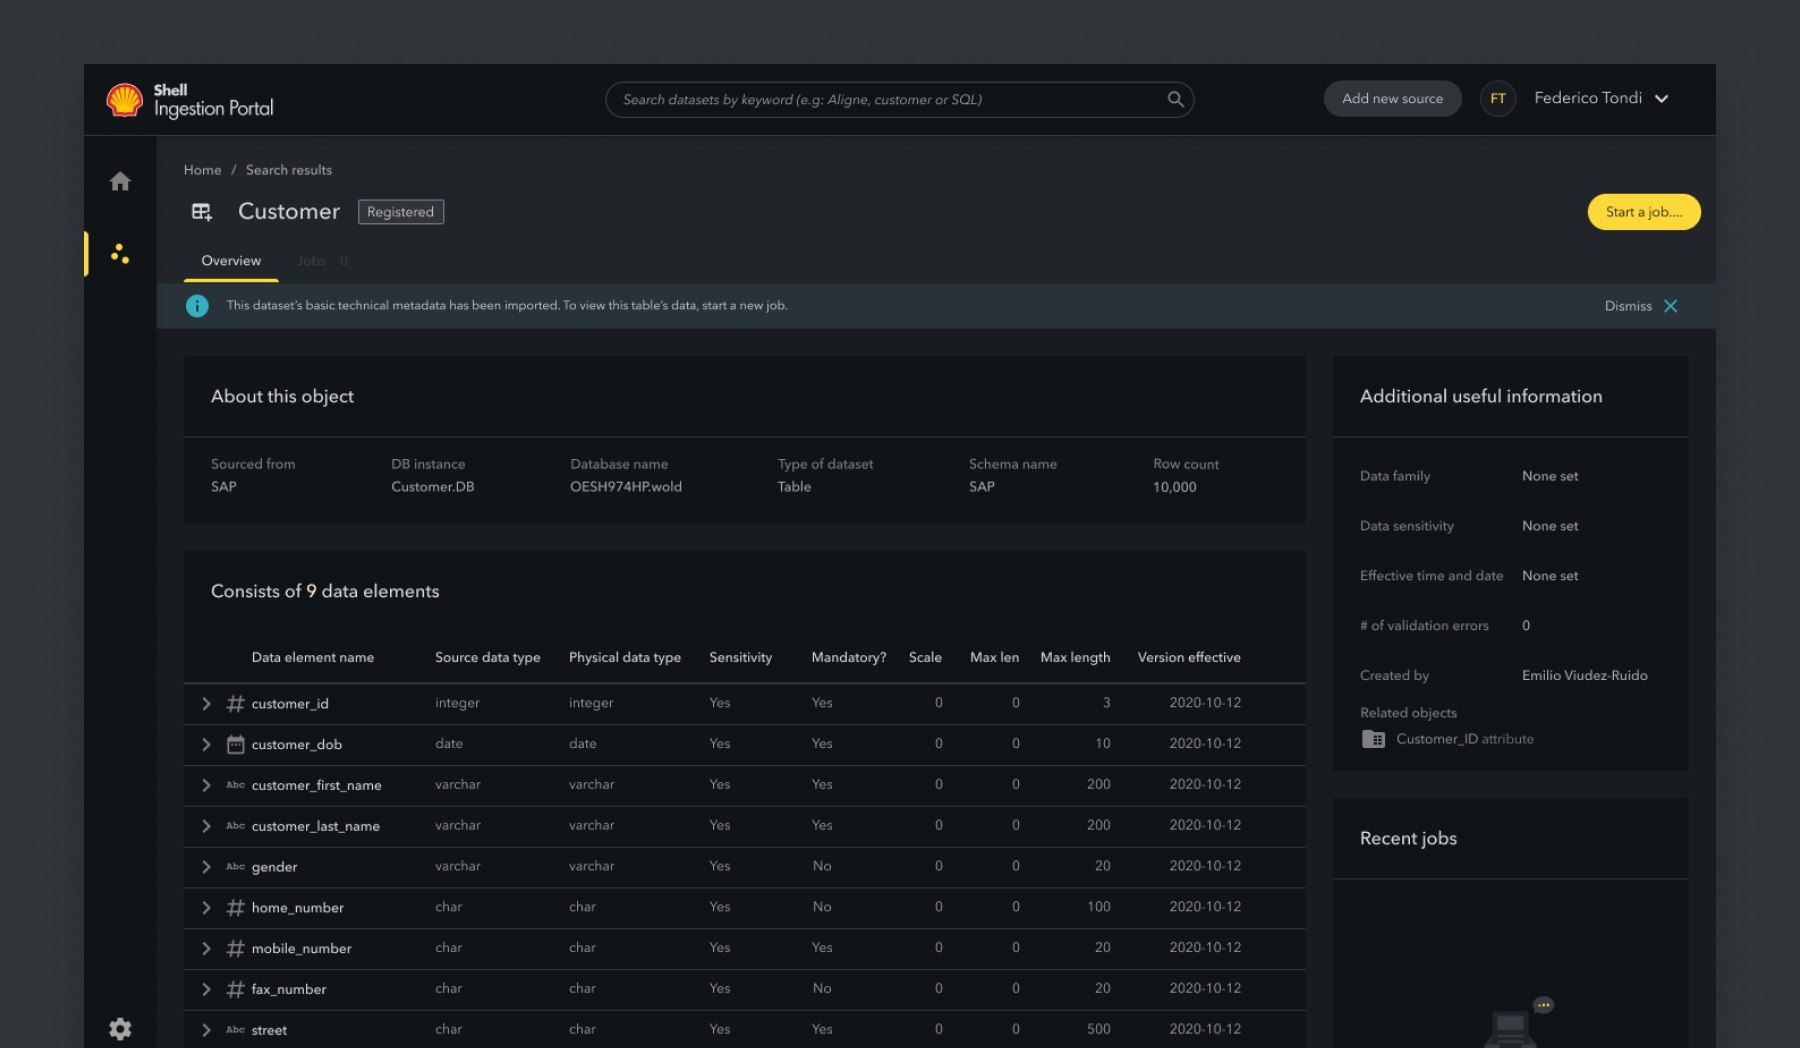 Shell
Ingestion Portal
Search datasets by keyword (e.g: Aligne, customer or SQL)
Add new source
FT
Federico Tondi
Home / Search results
Customer
Registered
Start a job....
Overview
Jobs 0
This dataset's basic technical metadata has been imported. To view this table's data, start a new job.
Dismiss
About this object
Sourced from DB instance Database name Type of dataset Schema name Row count
SAP Customer.DB OESH974HP.wold Table SAP 10,000
Consists of 9 data elements
Data element name Source data type Physical data type Sensitivity Mandatory? Scale Max len Max length Version effective
customer_id integer integer Yes Yes 0 0 3 2020-10-12
customer_dob date date Yes Yes 0 0 10 2020-10-12
Abc customer_first_name varchar varchar Yes Yes 0 0 200 2020-10-12
Abc customer_last_name varchar varchar Yes Yes 0 0 200 2020-10-12
Abc gender varchar varchar Yes No 0 0 20 2020-10-12
home_number char char Yes No 0 0 100 2020-10-12
mobile_number char char Yes Yes 0 0 20 2020-10-12
fax_number char char Yes No 0 0 20 2020-10-12
Abc street char char Yes Yes 0 0 500 2020-10-12
Additional useful information
Data family None set
Data sensitivity None set
Effective time and date None set
# of validation errors 0
Created by Emilio Viudez-Ruido
Related objects
Customer_ID attribute
Recent jobs